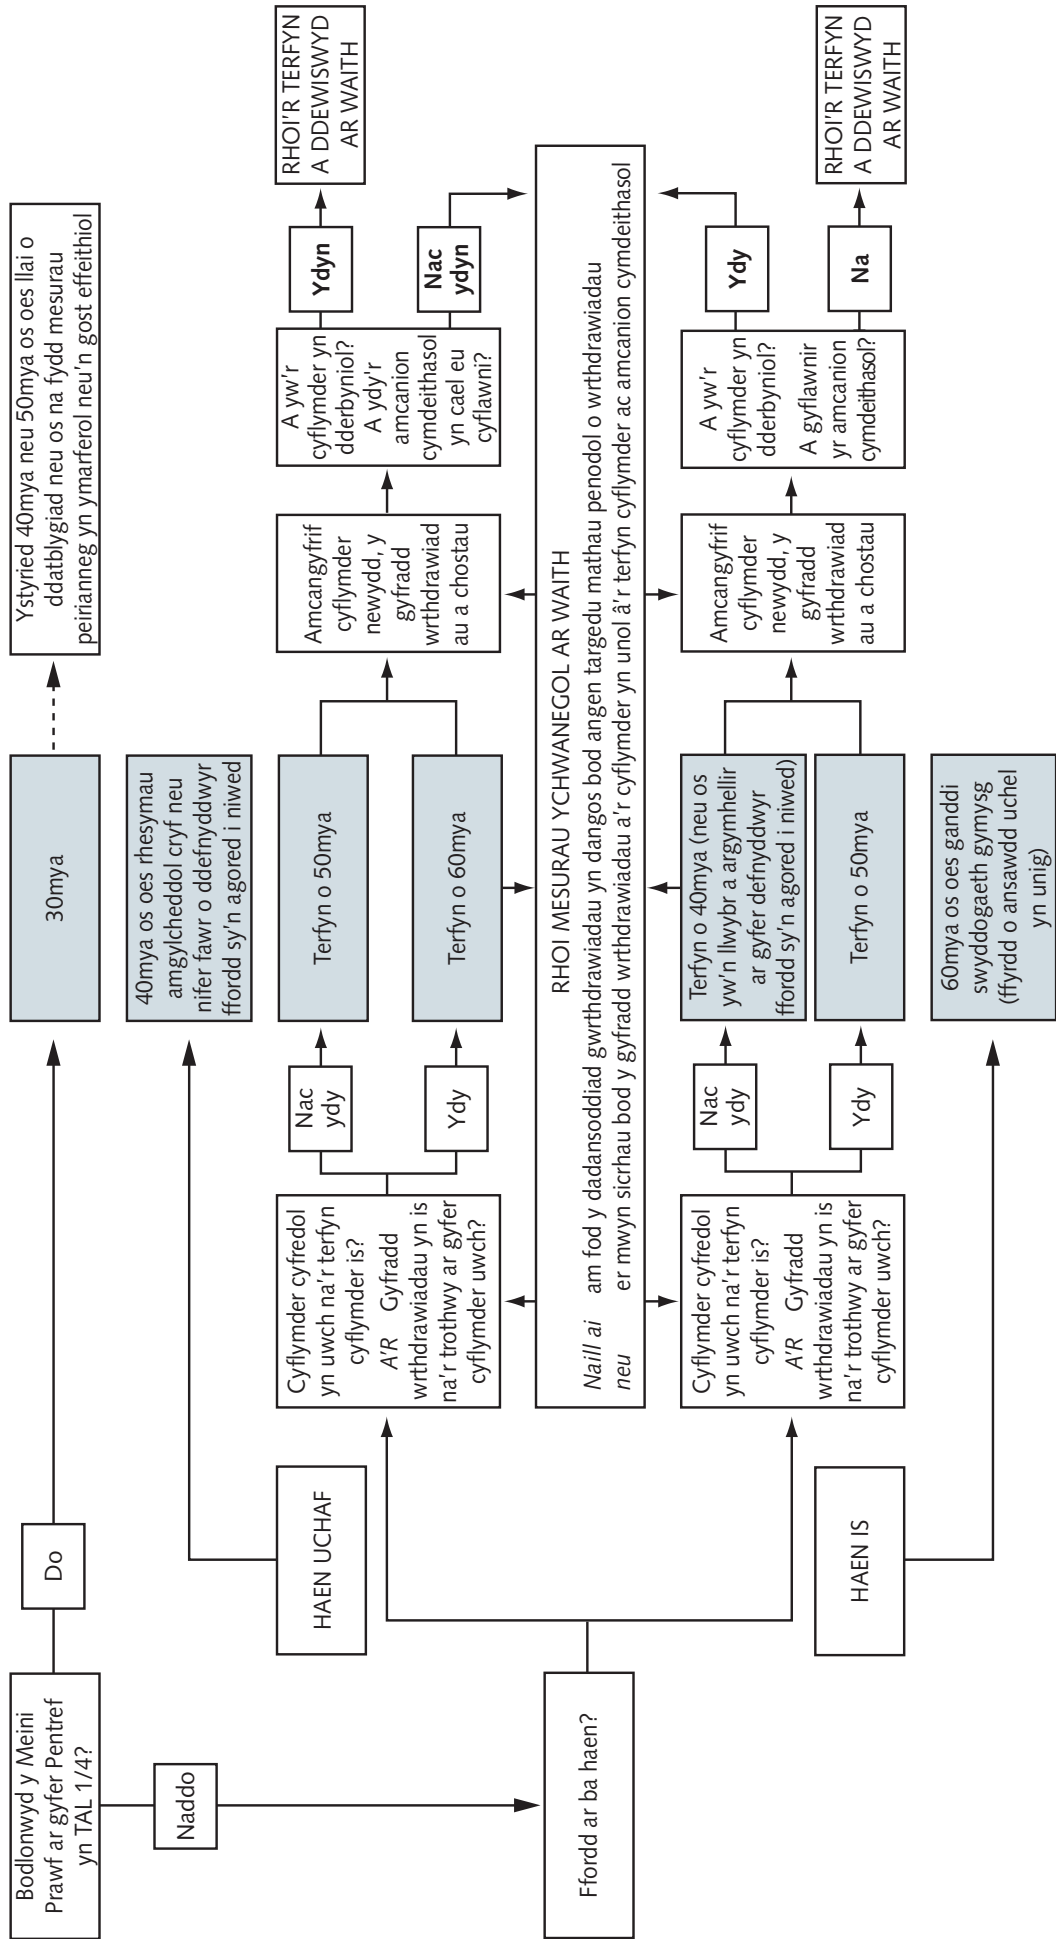 Bodlonwyd y Meini
Prawf ar gyfer Pentref
yn TAL 1/4?
Do
30mya
Ystyried 40mya neu 50mya os oes llai o
ddatblygiad neu os na fydd mesurau
peirianneg yn ymarferol neu'n gost effeithiol
Naddo
Ffordd ar ba haen?
HAEN UCHAF
40mya os oes rhesymau
amgylcheddol cryf neu
nifer fawr o ddefnyddwyr
ffordd sy'n agored i niwed
Cyflymder cyfredol
yn uwch na'r terfyn
cyflymder is?
A'R Gyfradd
wrthdrawiadau yn is
na'r trothwy ar gyfer
cyflymder uwch?
Nac
ydy
Terfyn o 50mya
Ydy
Terfyn o 60mya
Amcangyfrif
cyflymder
newydd, y
gyfradd
wrthdrawiad
au a chostau
A yw'r
cyflymder yn
dderbyniol?
A ydy'r
amcanion
cymdeithasol
yn cael eu
cyflawni?
Ydyn
RHOI'R TERFYN
A DDEWISWYD
AR WAITH
Nac
ydyn
RHOI MESURAU YCHWANEGOL AR WAITH
Naill ai am fod y dadansoddiad gwrthdrawiadau yn dangos bod angen targedu mathau penodol o wrthdrawiadau
neu er mwyn sicrhau bod y gyfradd wrthdrawiadau a'r cyflymder yn unol â'r terfyn cyflymder ac amcanion cymdeithasol
HAEN IS
Cyflymder cyfredol
yn uwch na'r terfyn
cyflymder is?
A'R Gyfradd
wrthdrawiadau yn is
na'r trothwy ar gyfer
cyflymder uwch?
Nac
ydy
Terfyn o 40mya (neu os
yw'n llwybr a argymhellir
ar gyfer defnyddwyr
ffordd sy'n agored i niwed)
Ydy
Terfyn o 50mya
Amcangyfrif
cyflymder
newydd, y
gyfradd
wrthdrawiad
au a chostau
A yw'r
cyflymder yn
dderbyniol?
A gyflawnir
yr amcanion
cymdeithasol?
Ydy
Na
RHOI'R TERFYN
A DDEWISWYD
AR WAITH
60mya os oes ganddi
swyddogaeth gymysg
(ffyrdd o ansawdd uchel
yn unig)